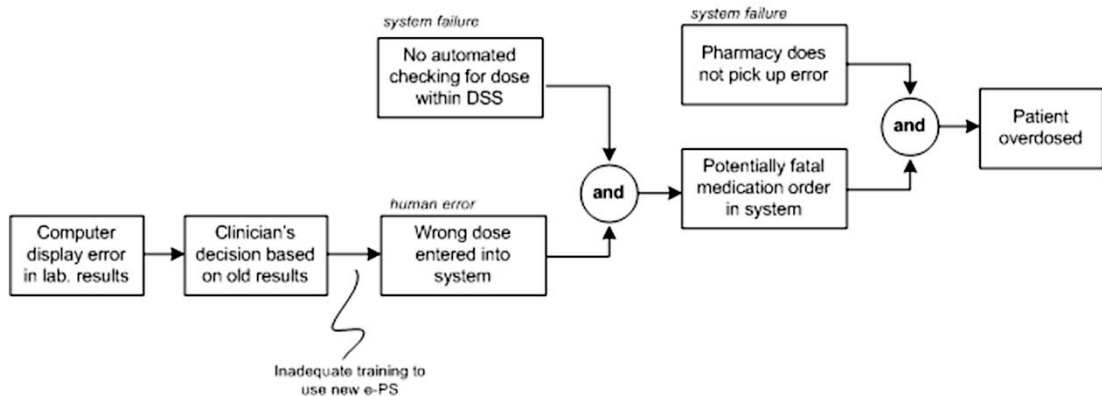 system failure
No automated
checking for dose
within DSS
system failure
Pharmacy does
not pick up error
and
Patient
overdosed
and
Potentially fatal
medication order
in system
human error
Wrong dose
entered into
system
Computer
display error
in lab. results
Clinician's
decision based
on old results
Inadequate training to
use new e-PS